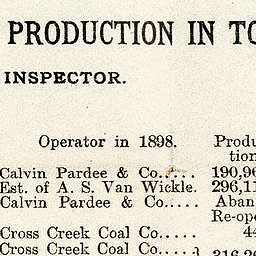 PRODUCTION IN TO
INSPECTOR.
Operator in 1898. Produ
tion
Calvin Pardee & Co..... 190,96
Est. of A. S. Van Wickle. 296,11
Calvin Pardee & Co..... Aban
Re-ope
Cross Creek Coal Co..... 44
Cross Creek Coal Co.... } 316,26